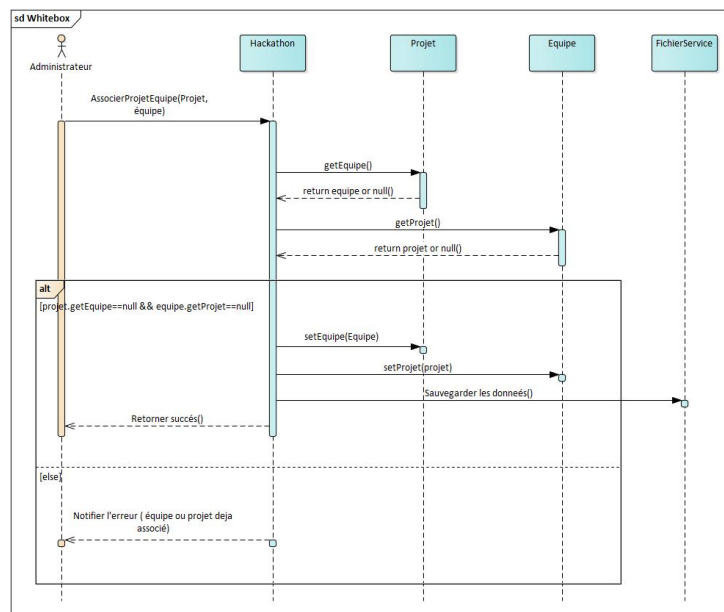 sd Whitebox
Hackathon
Projet
Equipe
FichierService
Administrateur
AssocierProjetEquipe(Projet,
équipe)
getEquipe()
return equipe or null()
getProjet()
return projet or null()
alt
[projet.getEquipe==null && equipe.getProjet==null]
setEquipe(Equipe)
setProjet(projet)
Sauvegarder les donneés()
Retorner succés()
[else]
Notifier l'erreur ( équipe ou projet deja
associé)